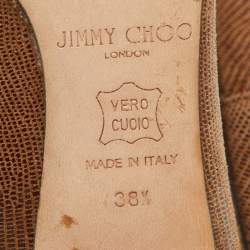 JIMMY CHOO
LONDON
VERO
CUOIO
MADE IN ITALY
38½